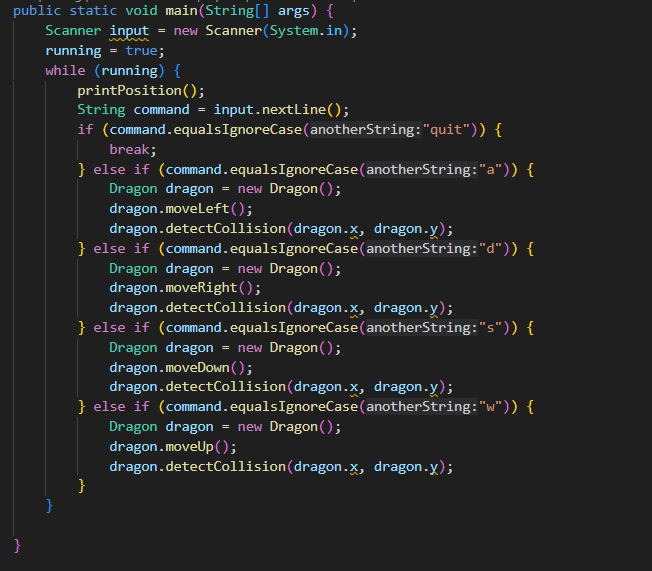 public static void main(String[] args) {
Scanner input = new Scanner(System.in);
running = true;
while (running) {
printPosition();
String command = input.nextLine();
if (command.equalsIgnoreCase(anotherString:"quit")) {
break;
} else if (command.equalsIgnoreCase(anotherString:"a")) {
Dragon dragon = new Dragon();
dragon.moveLeft();
dragon.detectCollision(dragon.x, dragon.y);
} else if (command.equalsIgnoreCase(anotherString:"d")) {
Dragon dragon = new Dragon();
dragon.moveRight();
dragon.detectCollision(dragon.x, dragon.y);
} else if (command.equalsIgnoreCase(anotherString:"s")) {
Dragon dragon = new Dragon();
dragon.moveDown();
dragon.detectCollision(dragon.x, dragon.y);
} else if (command.equalsIgnoreCase(anotherString:"w")) {
Dragon dragon = new Dragon();
dragon.moveUp();
dragon.detectCollision(dragon.x, dragon.y);
}
}
}